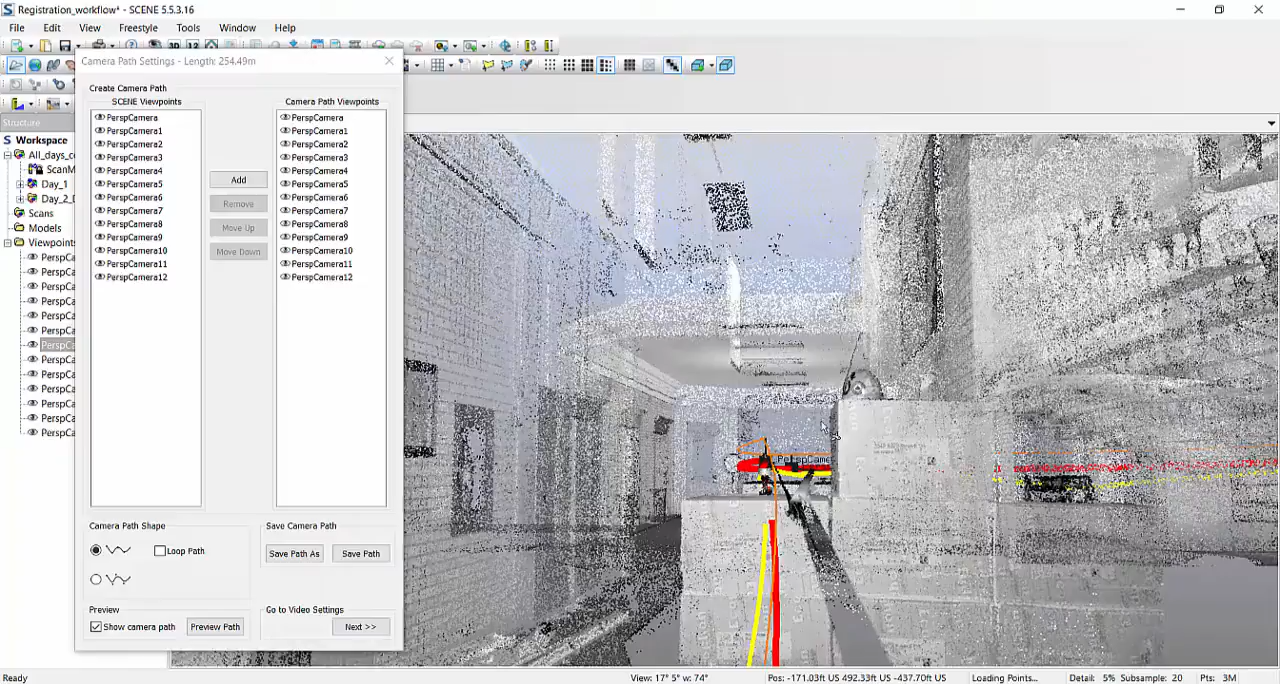 Registration_workflow* - SCENE 5.5.3.16
File Edit View Freestyle Tools Window Help
Camera Path Settings - Length: 254.49m
Create Camera Path
SCENE Viewpoints
Camera Path Viewpoints
PerspCamera
PerspCamera1
PerspCamera2
PerspCamera3
PerspCamera4
PerspCamera5
PerspCamera6
PerspCamera7
PerspCamera8
PerspCamera9
PerspCamera10
PerspCamera11
PerspCamera12
Add
Remove
Move Up
Move Down
PerspCamera
PerspCamera1
PerspCamera2
PerspCamera3
PerspCamera4
PerspCamera5
PerspCamera6
PerspCamera7
PerspCamera8
PerspCamera9
PerspCamera10
PerspCamera11
PerspCamera12
Camera Path Shape
Loop Path
Save Camera Path
Save Path As
Save Path
Preview
Show camera path
Preview Path
Go to Video Settings
Next >>
Structure
Workspace
All_days_c
ScanM
Day_1
Day_2_
Scans
Models
Viewpoints
PerspCa
PerspCa
PerspCa
PerspCa
PerspCa
PerspCa
PerspCa
PerspCa
PerspCa
PerspCa
PerspCa
PerspCa
PerspCa
PerspCame
Ready
View: 17° 5° w: 74°
Pos: -171.03ft US 492.33ft US -437.70ft US
Loading Points...
Detail: 5%
Subsample: 20
Pts: 3M